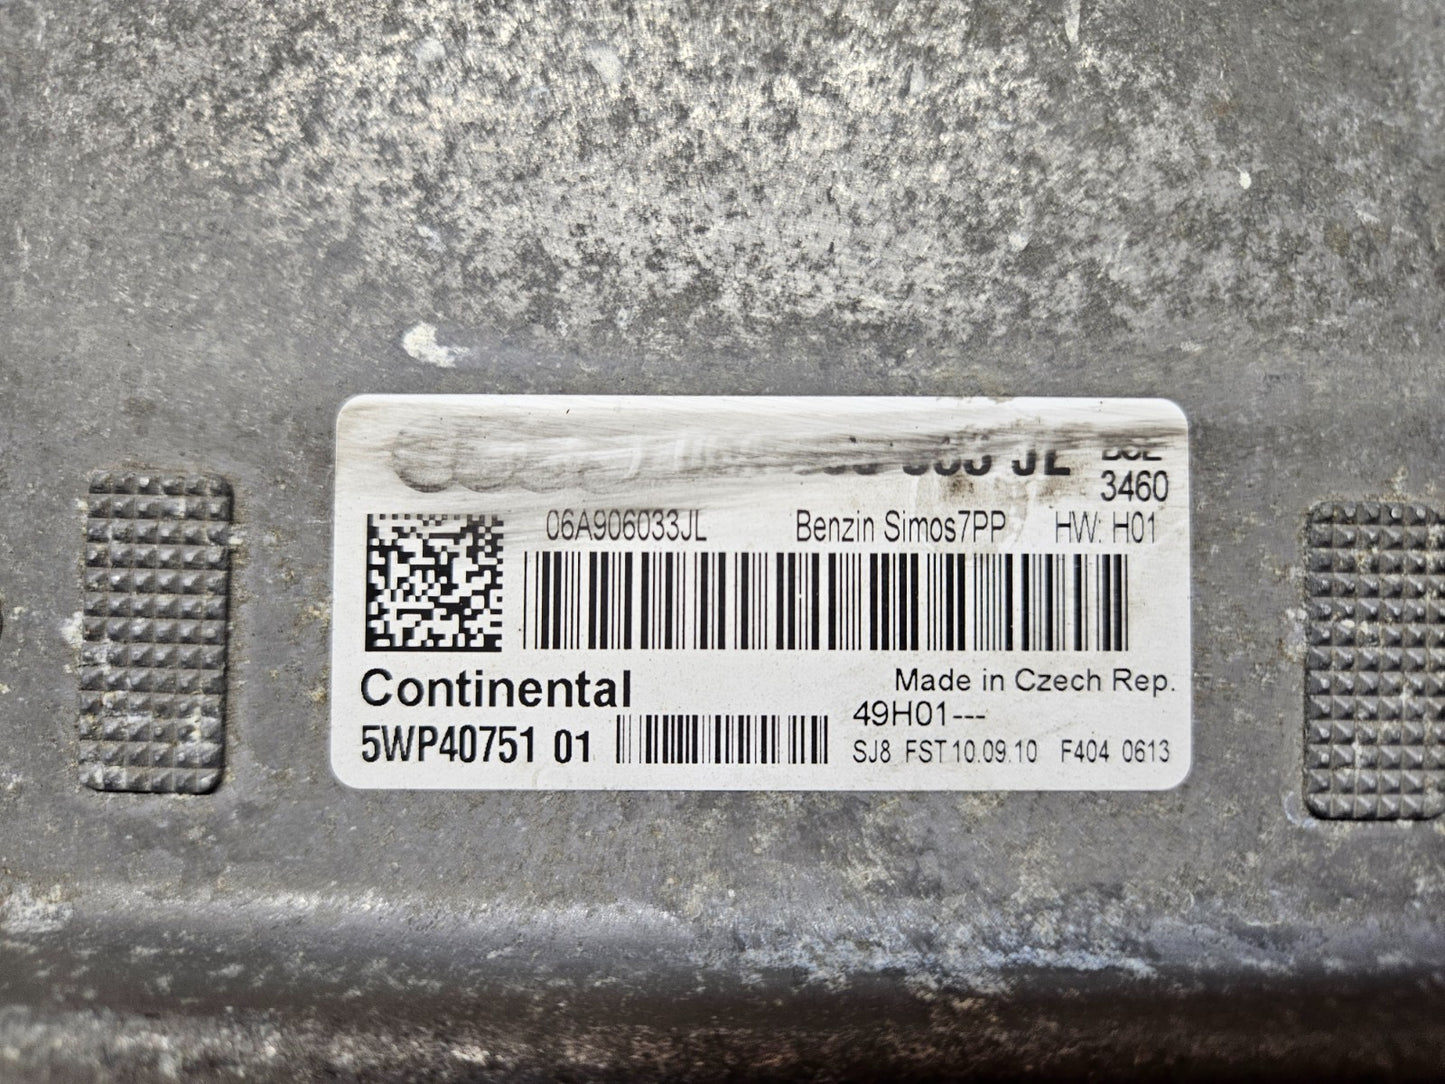 JL
3460
06A906033JL Benzin Simos7PP HW: H01
Continental
Made in Czech Rep.
49H01---
5WP40751 01
SJ8 FST 10.09.10 F404 0613